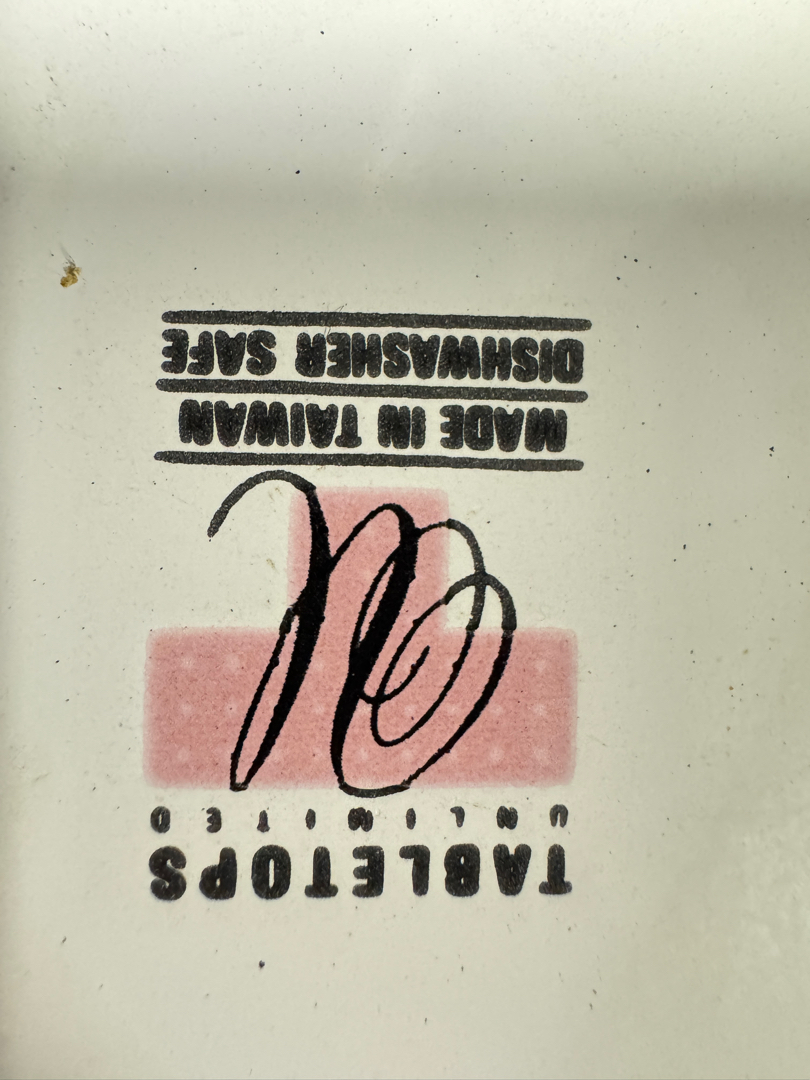 TABLETOPS
UNLIMITED
U
MADE IN TAIWAN
DISHWASHER SAFE